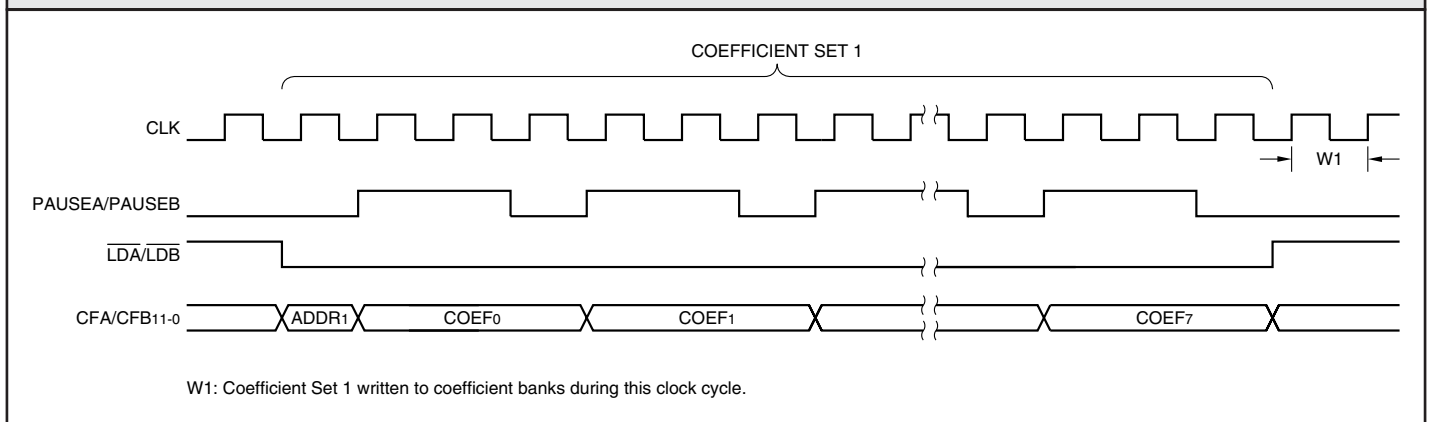 COEFFICIENT SET 1
CLK
W1
PAUSEA/PAUSEB
LDA/LDB
CFA/CFB11-0
ADDR1
COEF0
COEF1
COEF7
W1: Coefficient Set 1 written to coefficient banks during this clock cycle.